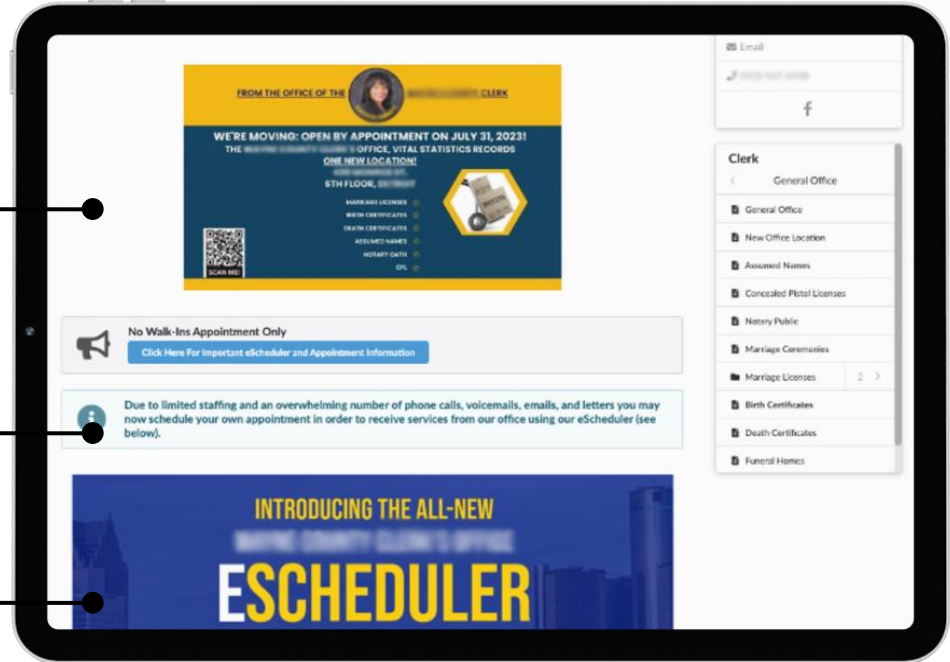 FROM THE OFFICE OF THE CLERK
WE'RE MOVING: OPEN BY APPOINTMENT ON JULY 31, 2023!
THE OFFICE, VITAL STATISTICS RECORDS
ONE NEW LOCATION!
5TH FLOOR,
MARRIAGE LICENSES
BIRTH CERTIFICATES
DEATH CERTIFICATES
ASSUMED NAMES
NOTARY OATH
CPL
SCAN ME!
No Walk-Ins Appointment Only
Click Here For Important eScheduler and Appointment Information
Due to limited staffing and an overwhelming number of phone calls, voicemails, emails, and letters you may
now schedule your own appointment in order to receive services from our office using our eScheduler (see
below).
INTRODUCING THE ALL-NEW
ESCHEDULER
Email
Clerk
General Office
General Office
New Office Location
Assumed Names
Concealed Pistol Licenses
Notary Public
Marriage Ceremonies
Marriage Licenses 2
Birth Certificates
Death Certificates
Funeral Homes